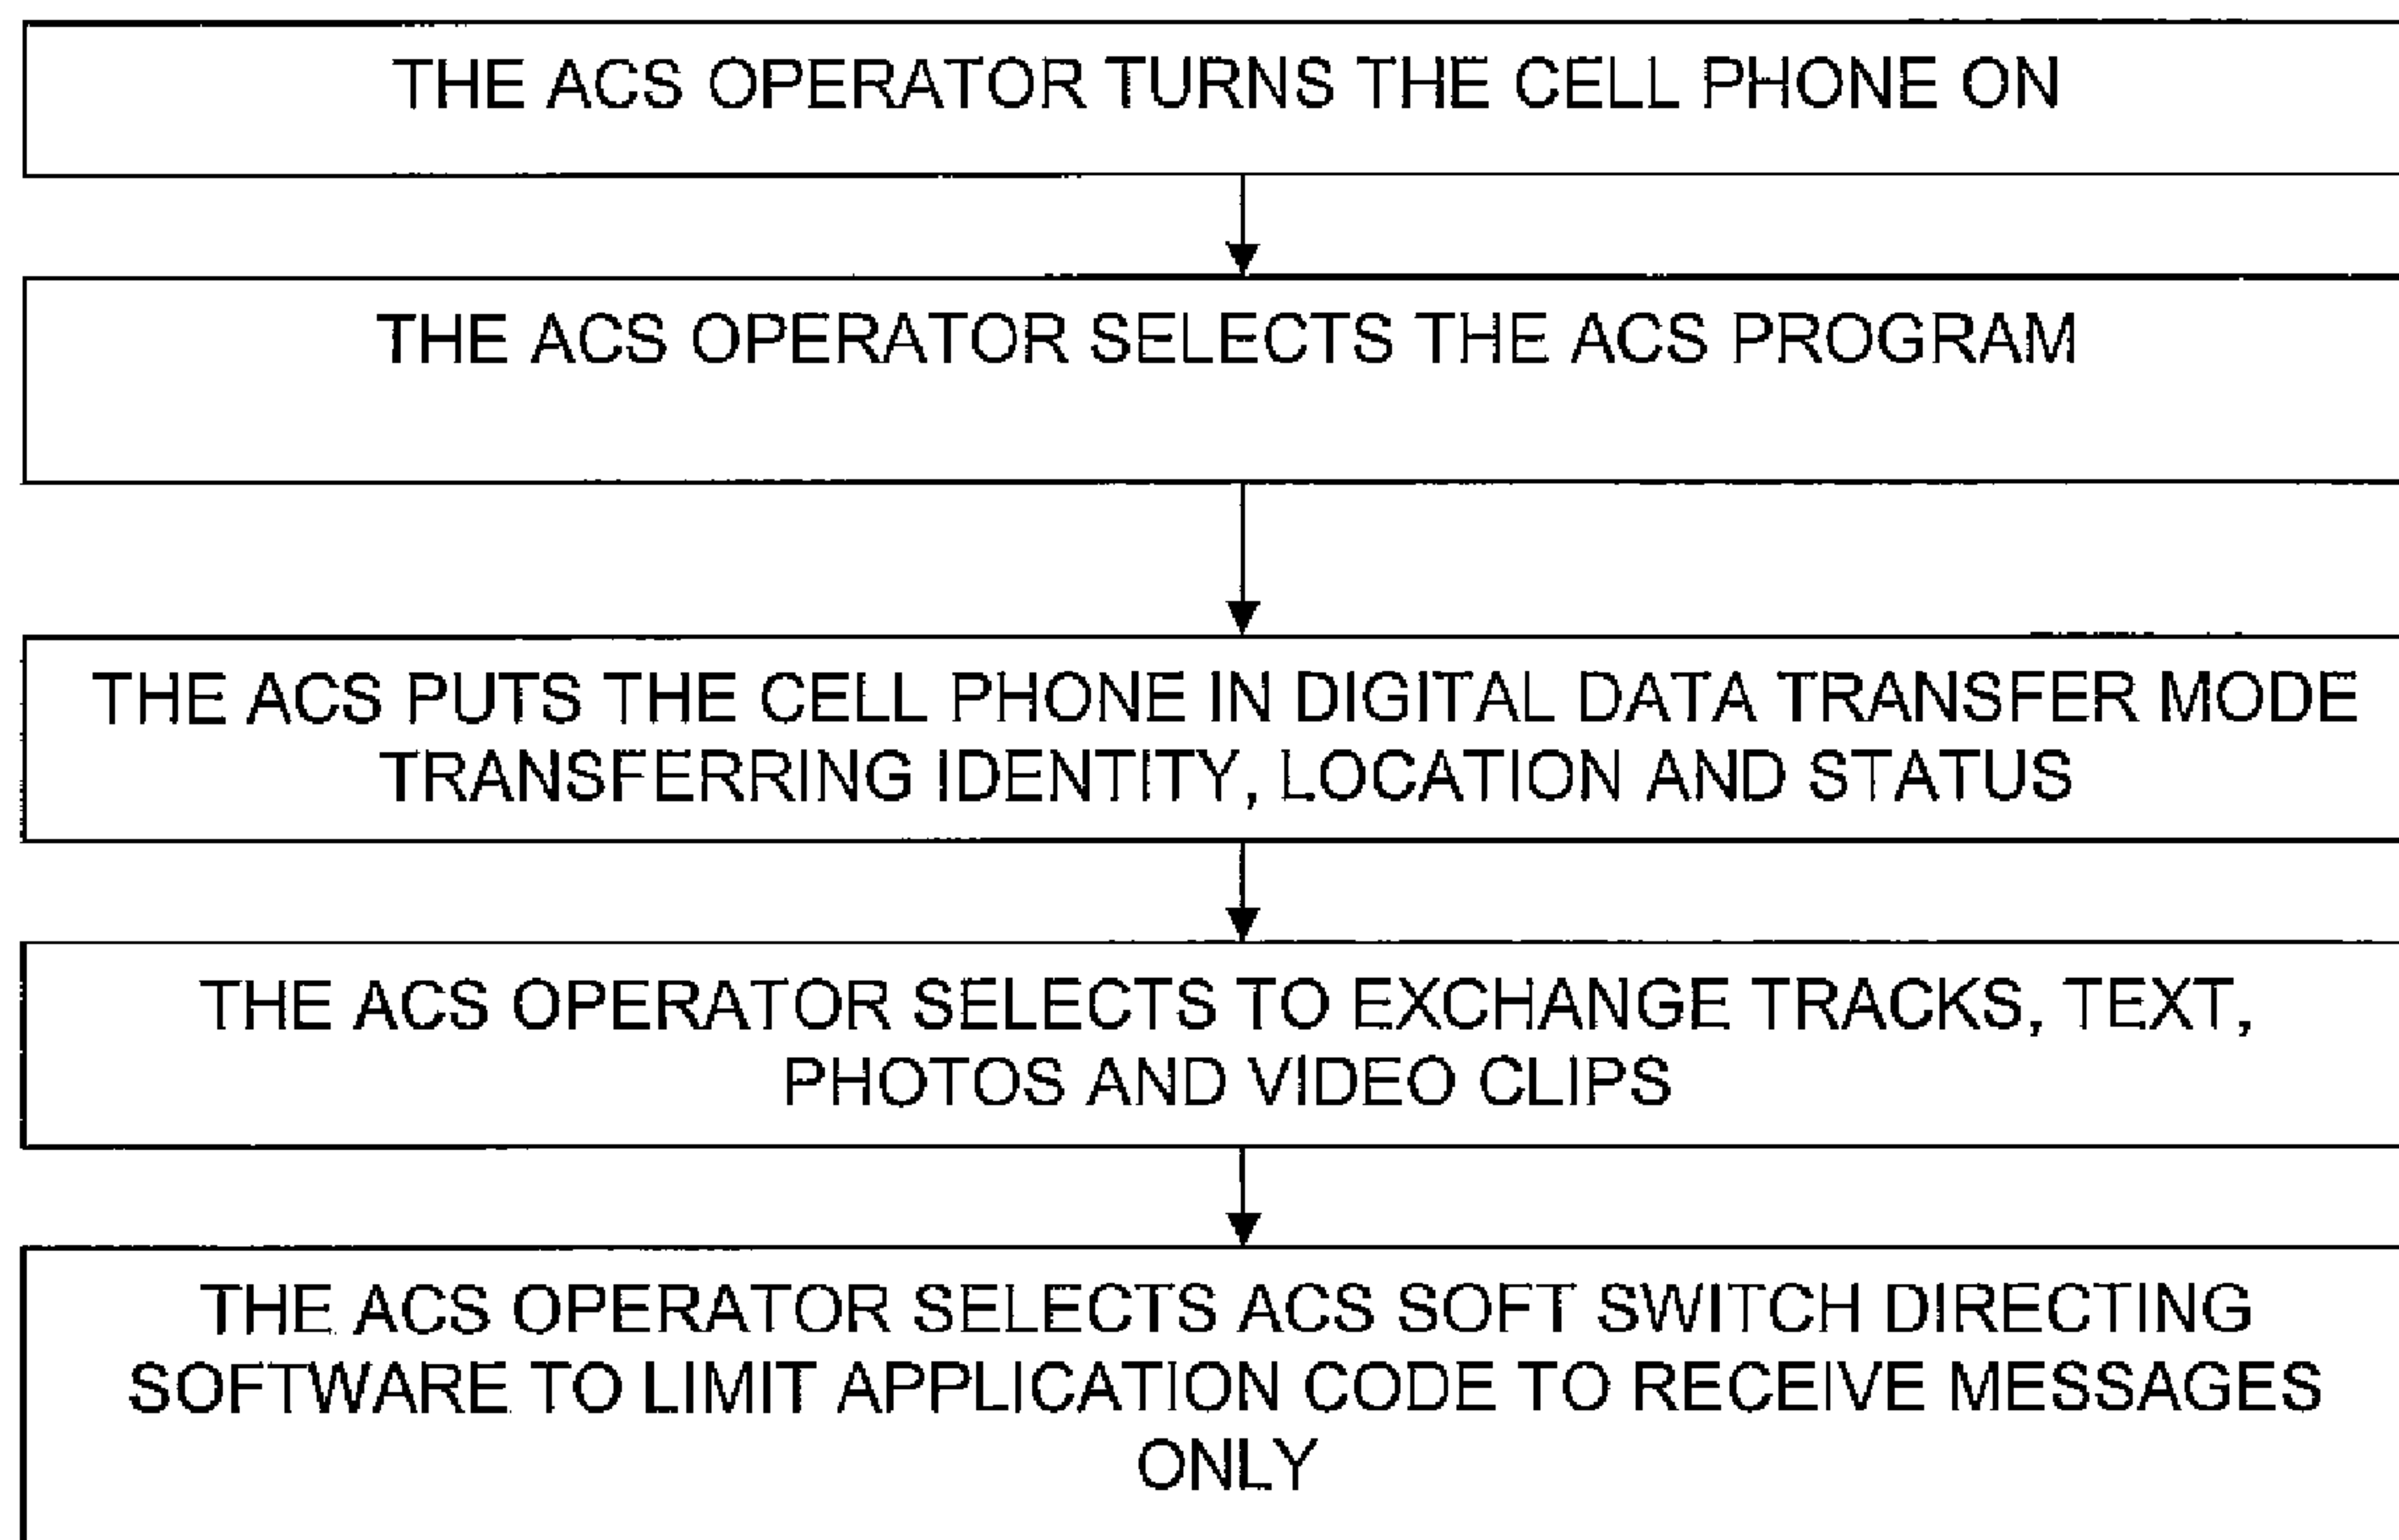 THE ACS OPERATOR TURNS THE CELL PHONE ON
THE ACS OPERATOR SELECTS THE ACS PROGRAM
THE ACS PUTS THE CELL PHONE IN DIGITAL DATA TRANSFER MODE
TRANSFERRING IDENTITY, LOCATION AND STATUS
THE ACS OPERATOR SELECTS TO EXCHANGE TRACKS, TEXT,
PHOTOS AND VIDEO CLIPS
THE ACS OPERATOR SELECTS ACS SOFT SWITCH DIRECTING
SOFTWARE TO LIMIT APPLICATION CODE TO RECEIVE MESSAGES
ONLY